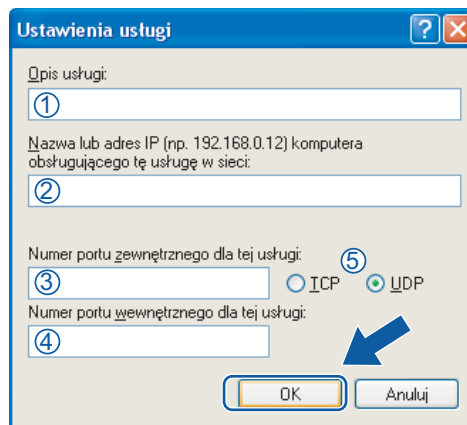 Ustawienia usługi
Opis usługi:
①
Nazwa lub adres IP (np. 192.168.0.12) komputera
obsługującego tę usługę w sieci:
②
Numer portu zewnętrznego dla tej usługi:
⑤
③
TCP
UDP
Numer portu wewnętrznego dla tej usługi:
④
OK
Anuluj